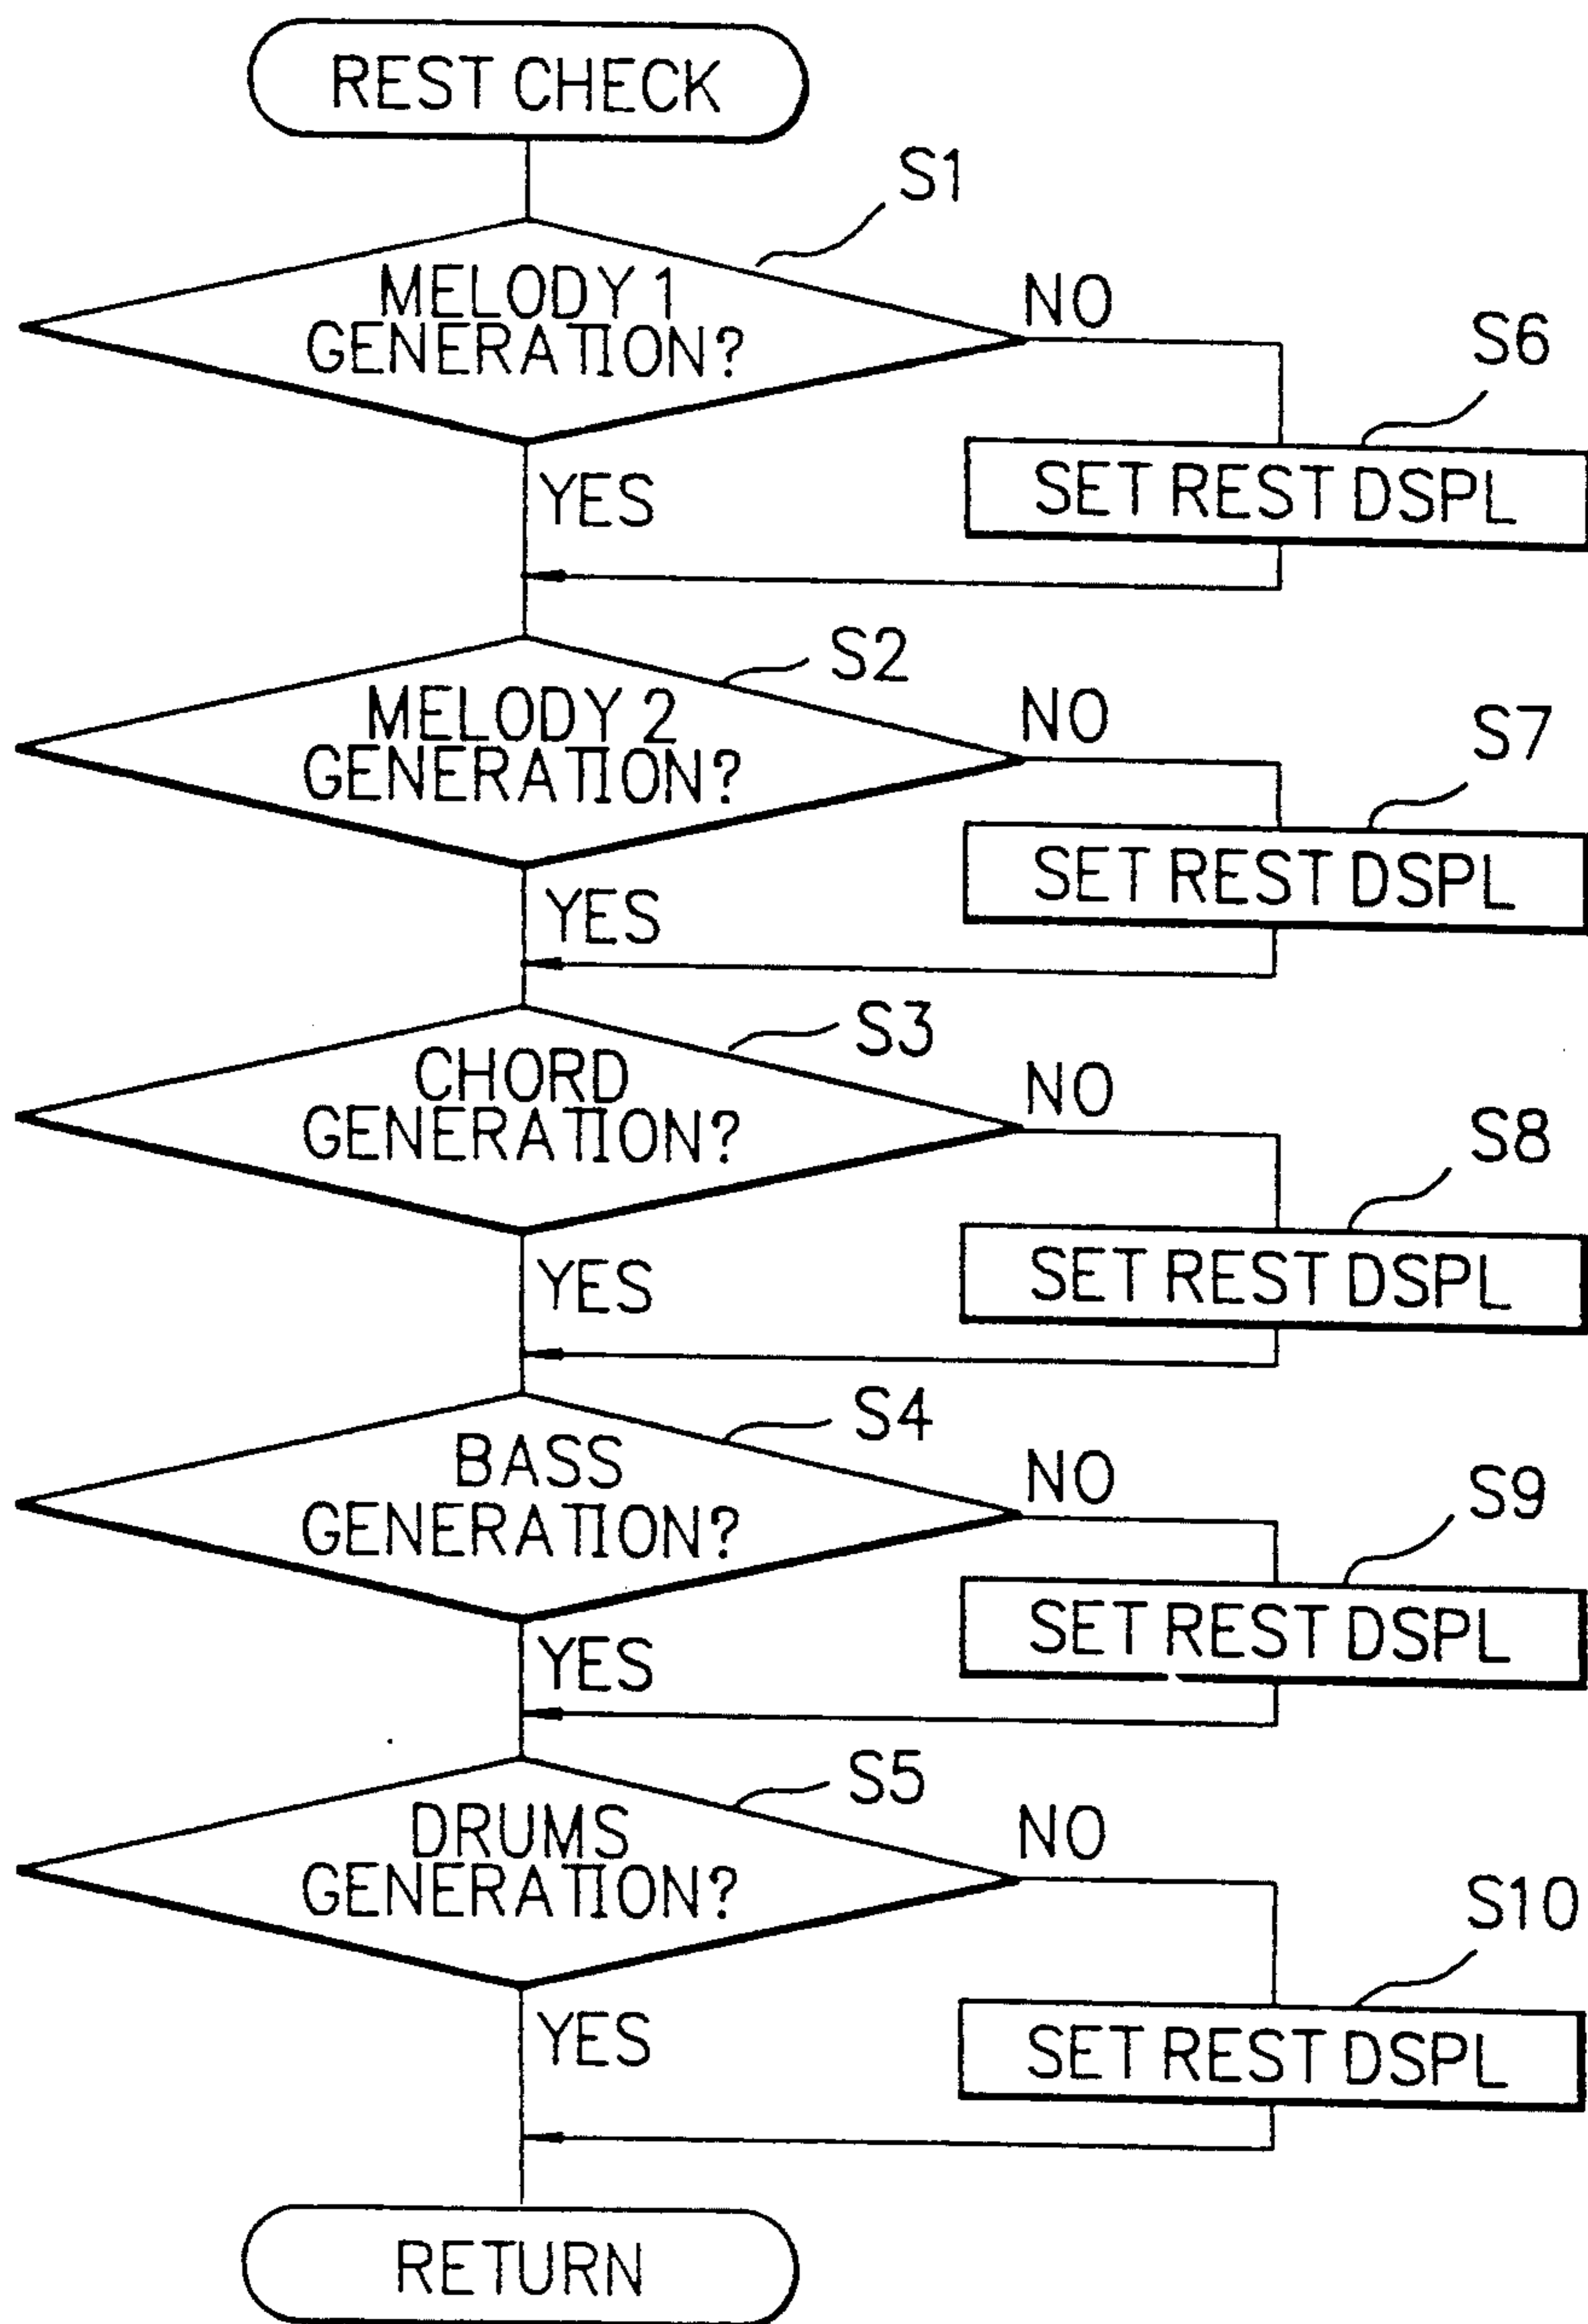 REST CHECK
S1
MELODY 1
GENERATION?
NO
S6
SET REST DSPL
YES
S2
MELODY 2
GENERATION?
NO
S7
SET REST DSPL
YES
S3
CHORD
GENERATION?
NO
S8
SET REST DSPL
YES
S4
BASS
GENERATION?
NO
S9
SET REST DSPL
YES
S5
DRUMS
GENERATION?
NO
S10
SET REST DSPL
YES
RETURN